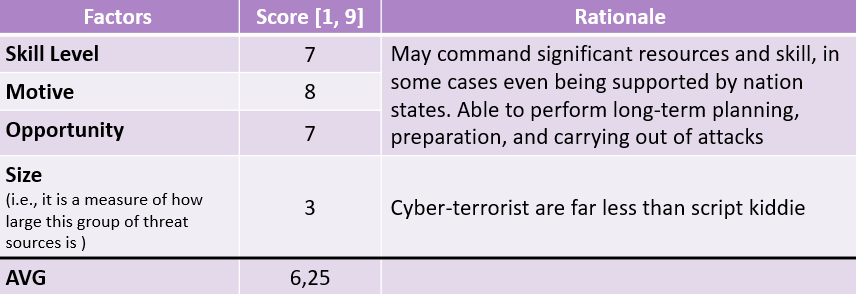 Factors Score [1, 9] Rationale
Skill Level 7 May command significant resources and skill, in
some cases even being supported by nation
Motive 8
states. Able to perform long-term planning,
Opportunity 7
preparation, and carrying out of attacks
Size
(i.e., it is a measure of how
large this group of threat
sources is )
3 Cyber-terrorist are far less than script kiddie
AVG 6,25